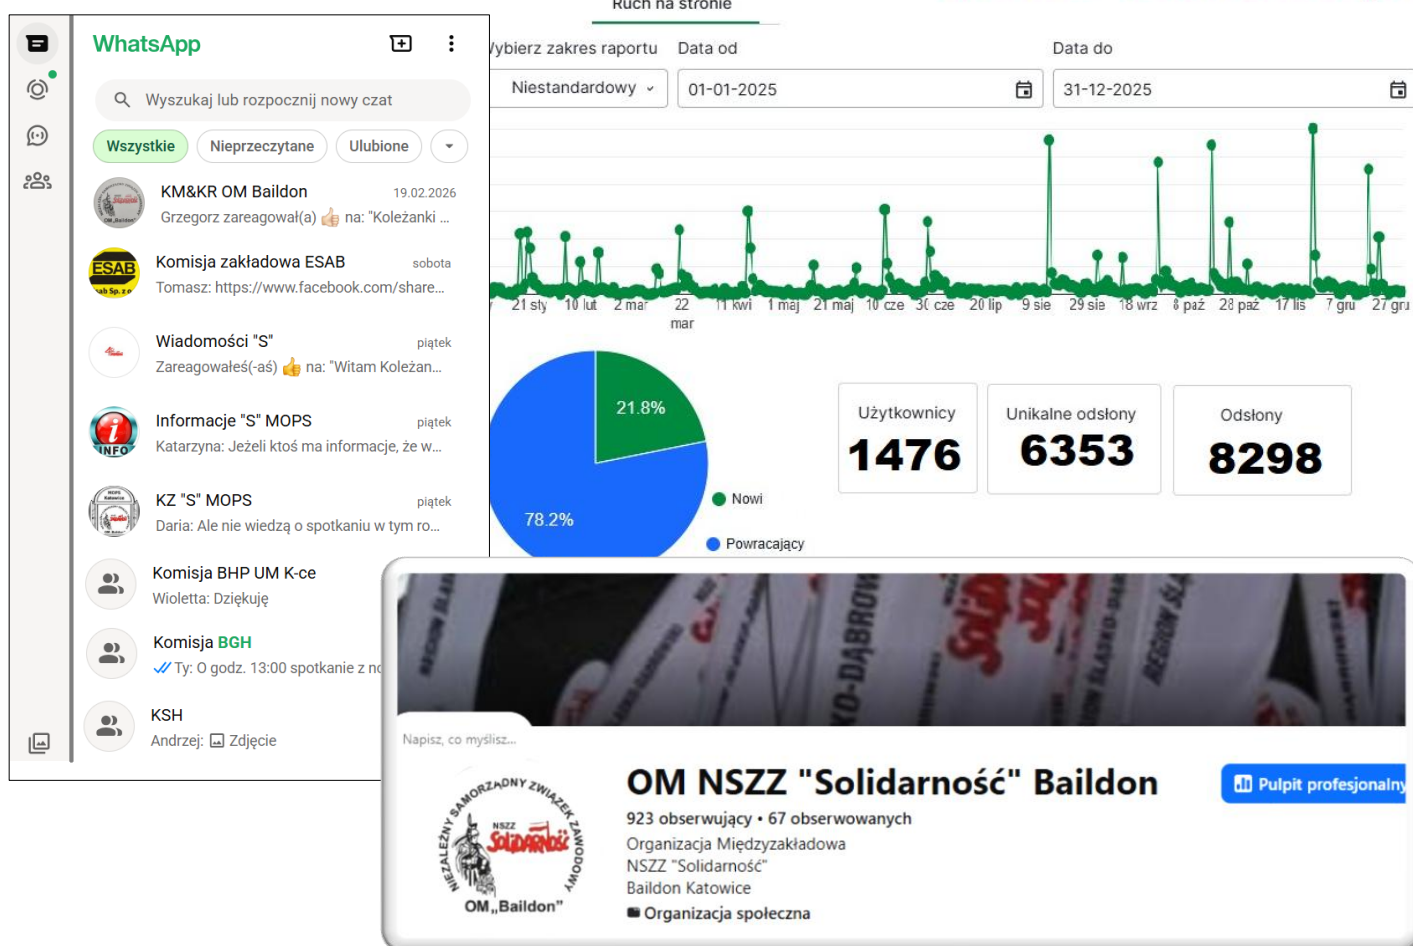 WhatsApp
Wyszukaj lub rozpocznij nowy czat
Wszystkie
Nieprzeczytane
Ulubione
KM&KR OM Baildon
19.02.2026
Grzegorz zareagował(a) 👍🏻 na: "Koleżanki ...
ESAB
Komisja zakładowa ESAB
sobota
Tomasz: https://www.facebook.com/share...
Wiadomości "S"
piątek
Zareagowałeś(-aś) 👍 na: "Witam Koleżan...
INFO
Informacje "S" MOPS
piątek
Katarzyna: Jeżeli ktoś ma informacje, że w...
KZ "S" MOPS
piątek
Daria: Ale nie wiedzą o spotkaniu w tym ro...
Komisja BHP UM K-ce
Wioletta: Dziękuję
Komisja BGH
Ty: O godz. 13:00 spotkanie z
KSH
Andrzej: Zdjęcie
Ruch na stronie
Wybierz zakres raportu
Data od
Data do
Niestandardowy
01-01-2025
31-12-2025
21 sty
10 lut
2 mar
22 mar
11 kwi
1 maj
21 maj
10 cze
30 cze
20 lip
9 sie
29 sie
18 wrz
8 paź
28 paź
17 lis
7 gru
27 gru
21.8%
78.2%
Nowi
Powracający
Użytkownicy
1476
Unikalne odsłony
6353
Odsłony
8298
Napisz, co myślisz...
NIEZALEŻNY SAMORZĄDNY ZWIĄZEK ZAWODOWY
NSZZ
SOLIDARNOŚĆ
OM „Baildon"
OM NSZZ "Solidarność" Baildon
Pulpit profesjonalny
923 obserwujący • 67 obserwowanych
Organizacja Międzyzakładowa
NSZZ "Solidarność"
Baildon Katowice
Organizacja społeczna